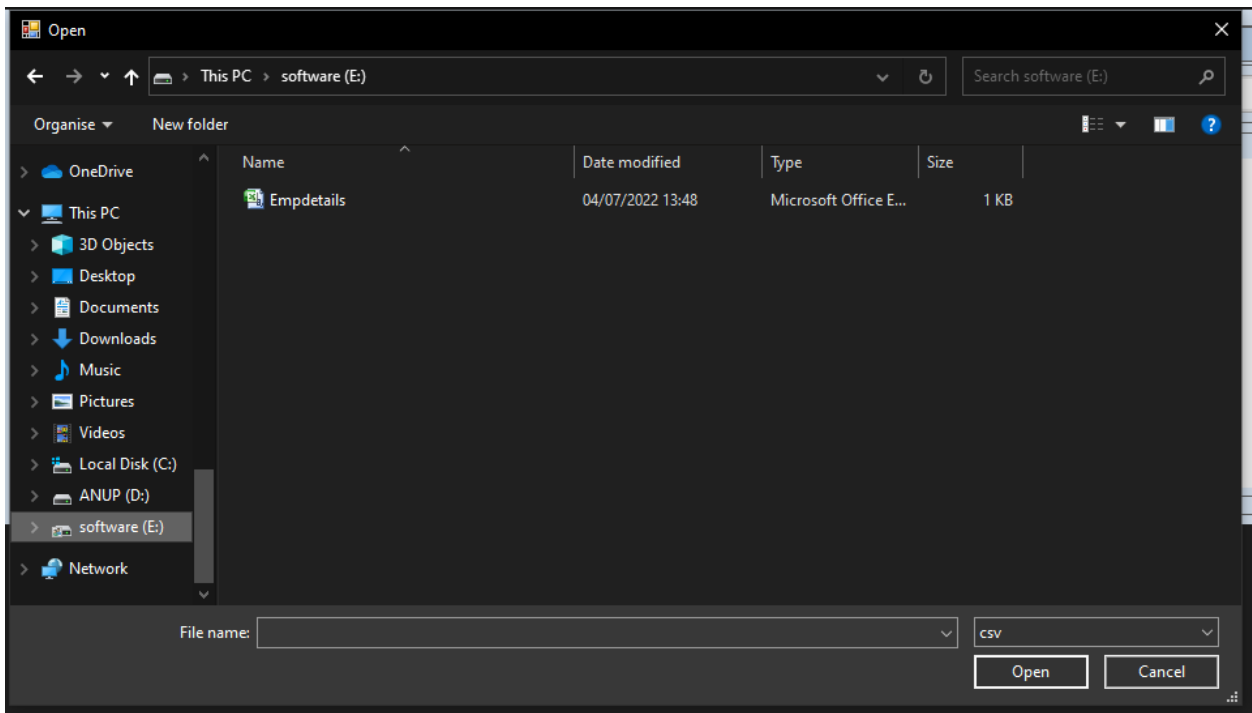 Open
This PC > software (E:)
Search software (E:)
Organise
New folder
Name
Date modified
Type
Size
Empdetails
04/07/2022 13:48
Microsoft Office E...
1 KB
OneDrive
This PC
3D Objects
Desktop
Documents
Downloads
Music
Pictures
Videos
Local Disk (C:)
ANUP (D:)
software (E:)
Network
File name:
csv
Open
Cancel